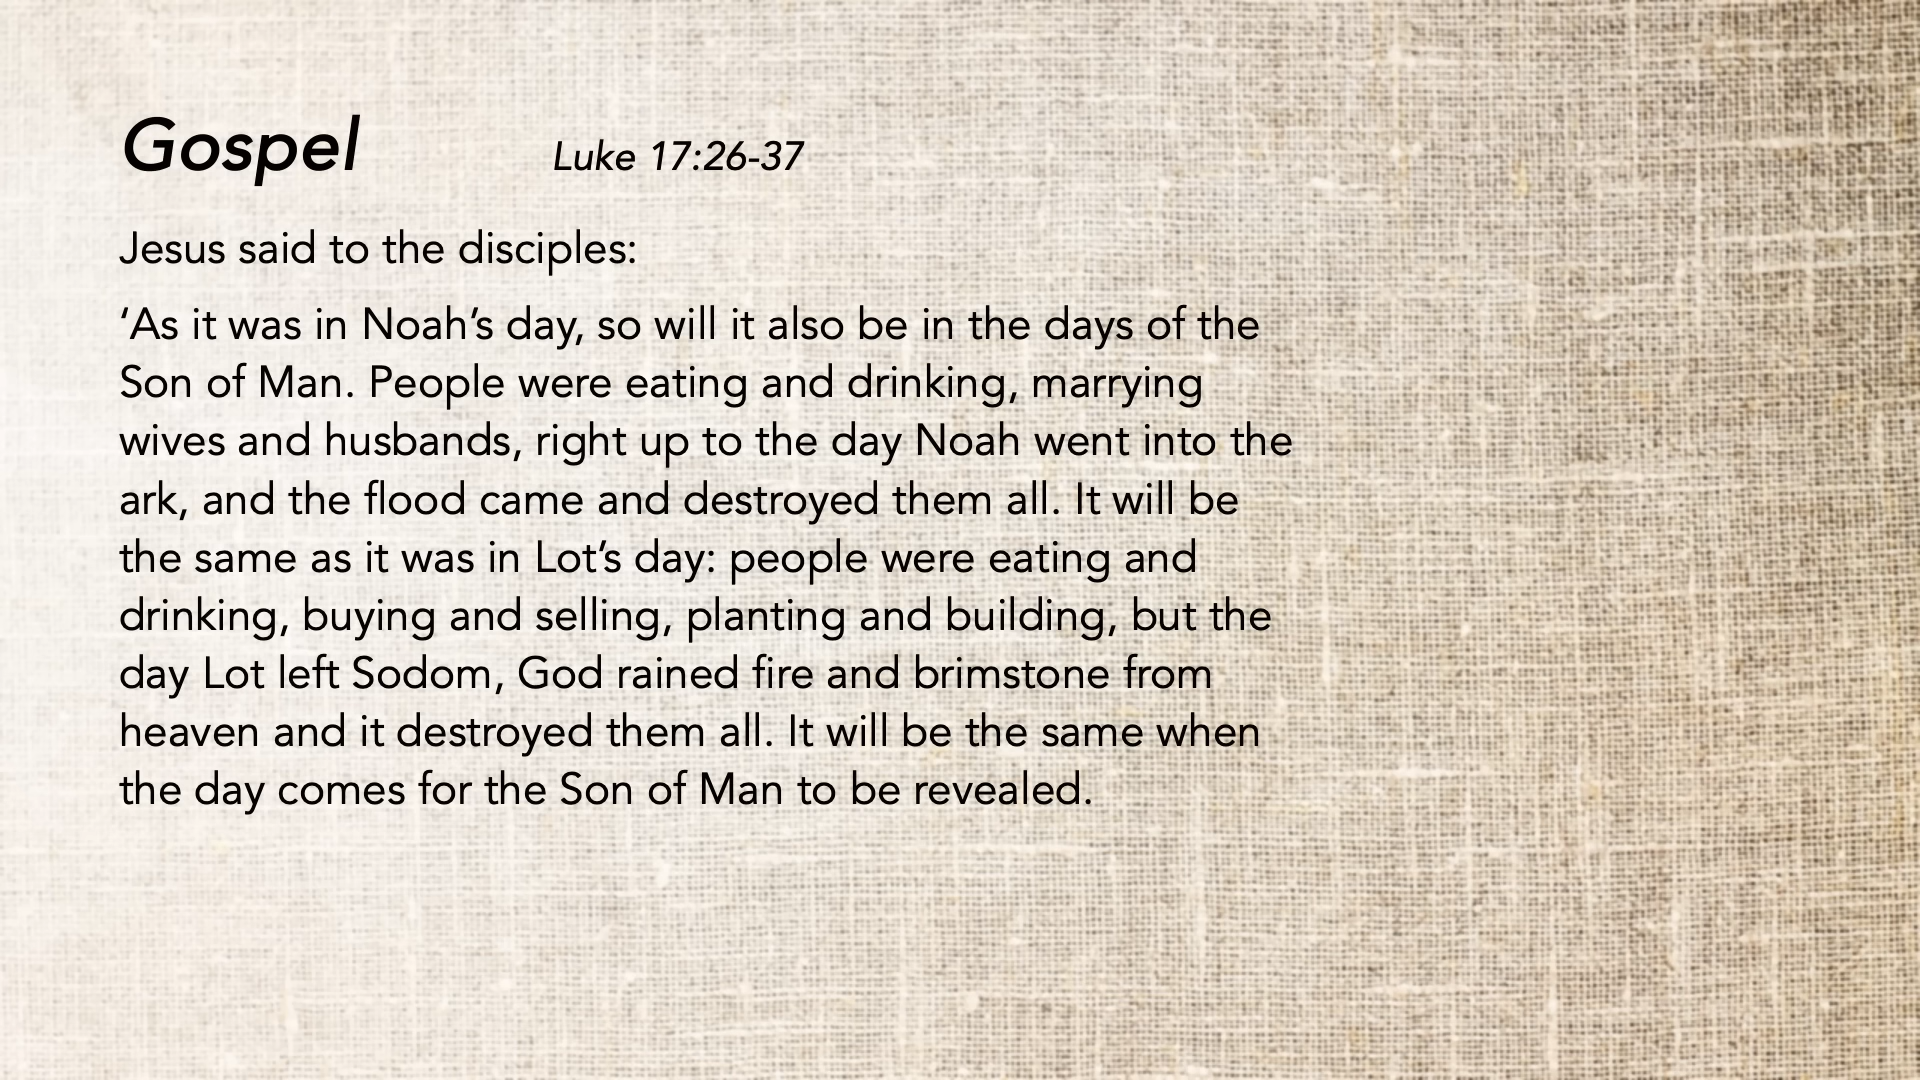 Gospel Luke 17:26-37
Jesus said to the disciples:
‘As it was in Noah’s day, so will it also be in the days of the
Son of Man. People were eating and drinking, marrying
wives and husbands, right up to the day Noah went into the
ark, and the flood came and destroyed them all. It will be
the same as it was in Lot’s day: people were eating and
drinking, buying and selling, planting and building, but the
day Lot left Sodom, God rained fire and brimstone from
heaven and it destroyed them all. It will be the same when
the day comes for the Son of Man to be revealed.